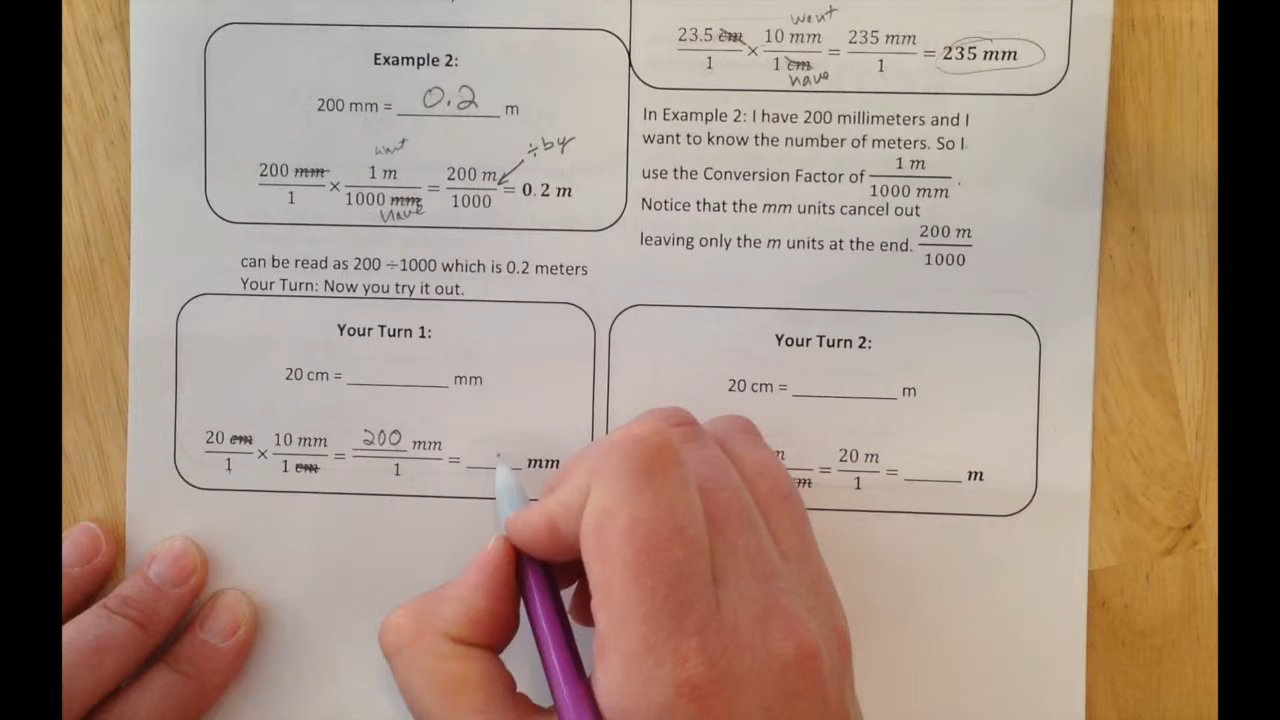 want
23.5 cm/1 × 10 mm/1 cm = 235 mm/1 = 235 mm
have
Example 2:
200 mm = 0.2 m
want
÷by
200 mm/1 × 1 m/1000 mm = 200 m/1000 = 0.2 m
have
In Example 2: I have 200 millimeters and I
want to know the number of meters. So I
use the Conversion Factor of 1 m/1000 mm.
Notice that the mm units cancel out
leaving only the m units at the end. 200 m/1000
can be read as 200 ÷1000 which is 0.2 meters
Your Turn: Now you try it out.
Your Turn 1:
20 cm = ________ mm
20 cm/1 × 10 mm/1 cm = 200 mm/1 = ____ mm
Your Turn 2:
20 cm = ________ m
= 20 m/1 = ____ m